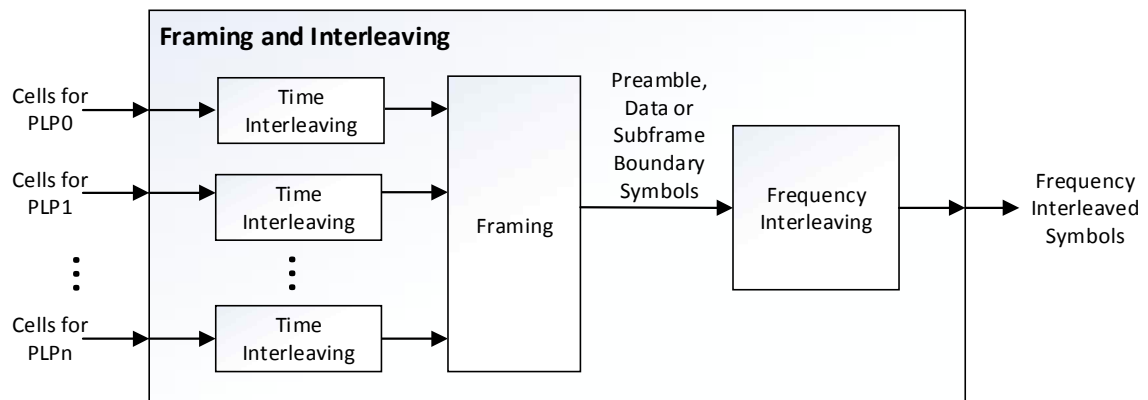 Framing and Interleaving
Cells for
PLP0
Time
Interleaving
Cells for
PLP1
Time
Interleaving
Cells for
PLPn
Time
Interleaving
Framing
Preamble,
Data or
Subframe
Boundary
Symbols
Frequency
Interleaving
Frequency
Interleaved
Symbols